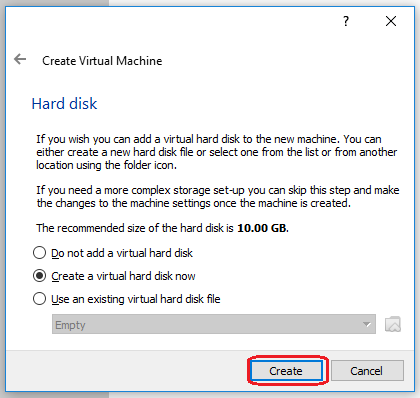 ?
Create Virtual Machine
Hard disk
If you wish you can add a virtual hard disk to the new machine. You can
either create a new hard disk file or select one from the list or from another
location using the folder icon.
If you need a more complex storage set-up you can skip this step and make
the changes to the machine settings once the machine is created.
The recommended size of the hard disk is 10.00 GB.
Do not add a virtual hard disk
Create a virtual hard disk now
Use an existing virtual hard disk file
Empty
Create Cancel